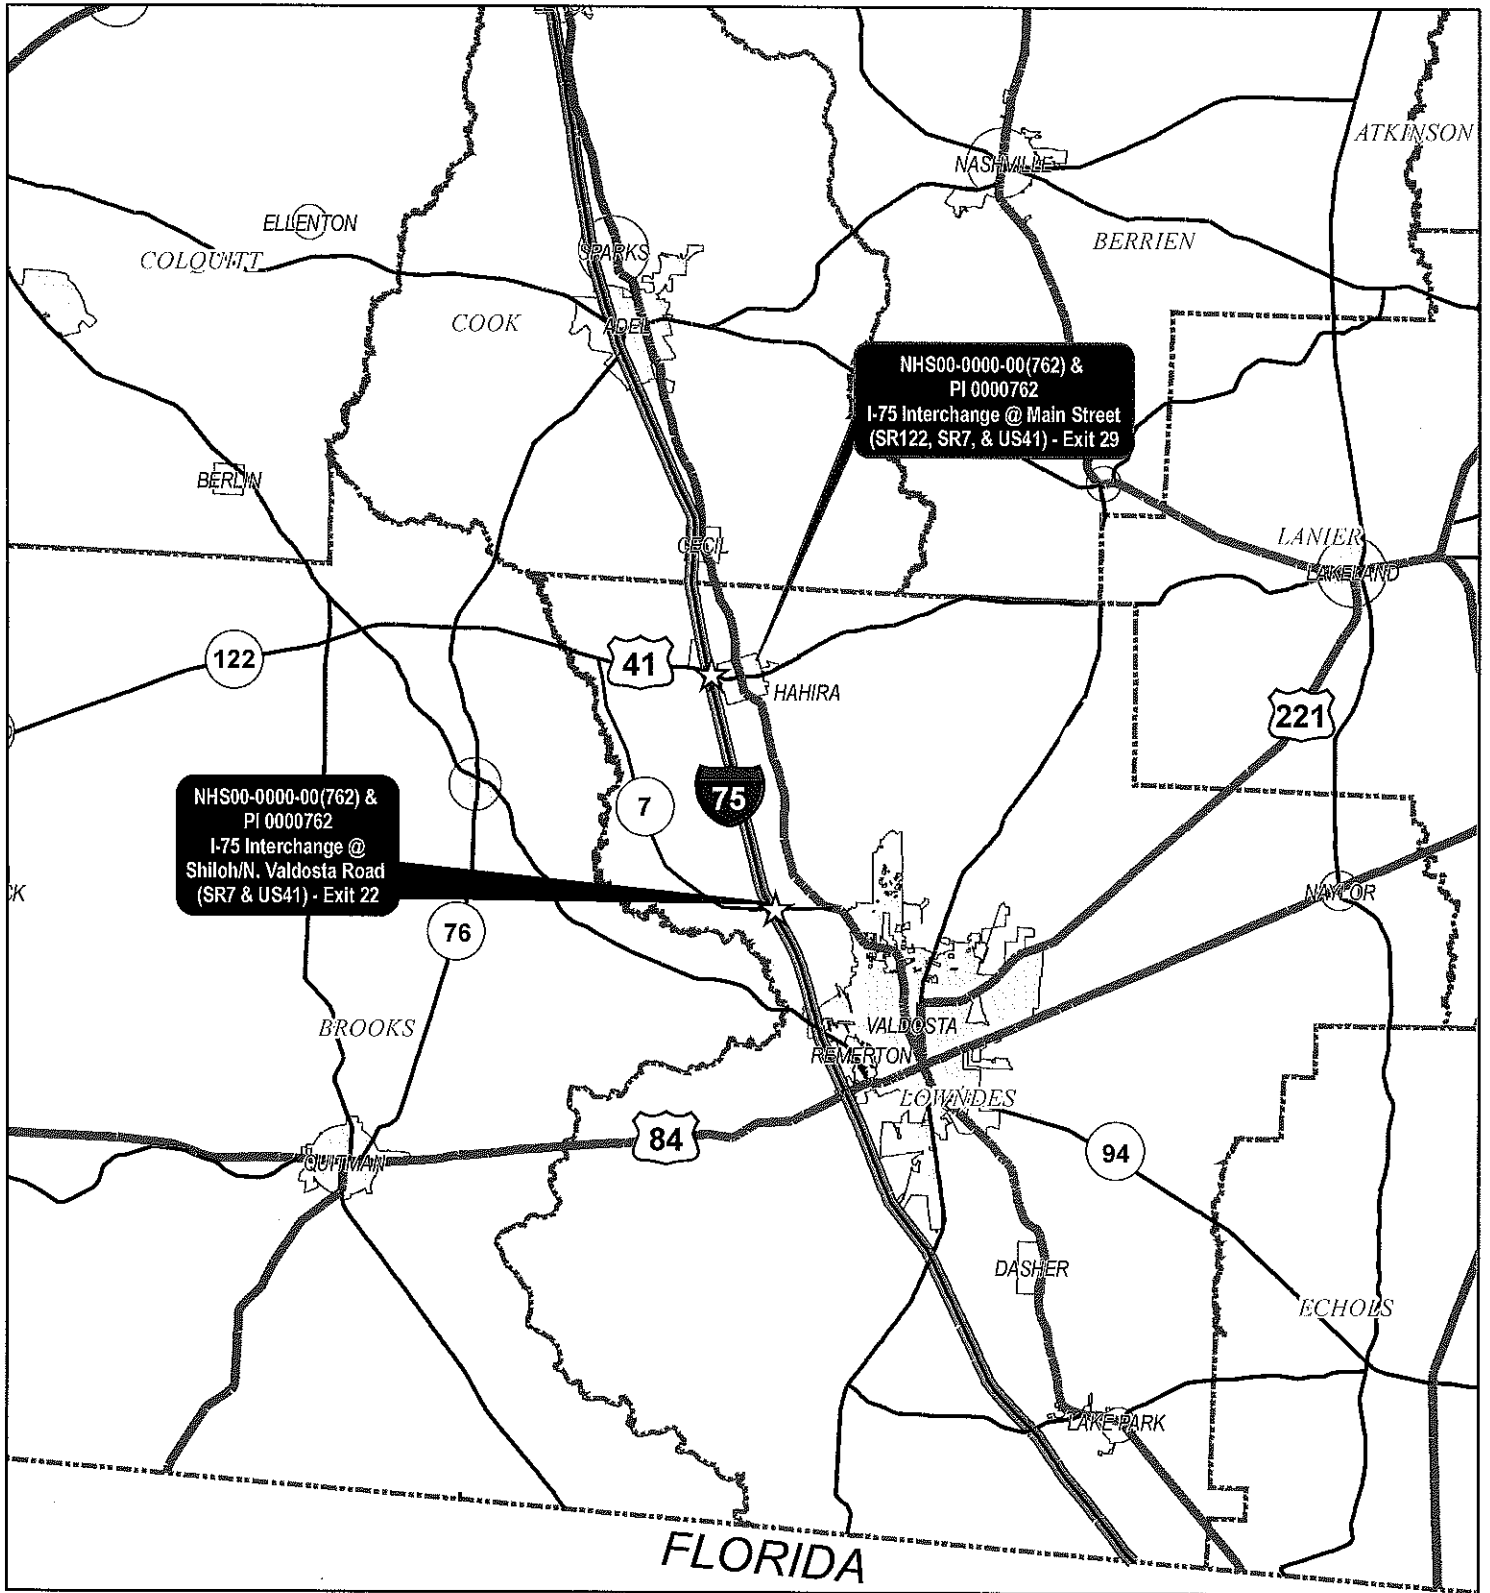 ATKINSON
NASHVILLE
ELLENTON
BERRIEN
COLQUITT
SPARKS
COOK
ADEL
NHS00-0000-00(762) &
PI 0000762
I-75 Interchange @ Main Street
(SR122, SR7, & US41) - Exit 29
BERLIN
CECIL
LANIER
LAKELAND
122
41
HAHIRA
221
75
7
NHS00-0000-00(762) &
PI 0000762
I-75 Interchange @
Shiloh/N. Valdosta Road
(SR7 & US41) - Exit 22
CK
NAYLOR
76
BROOKS
VALDOSTA
REMERTON
LOWNDES
84
94
QUITMAN
DASHER
ECHOLS
LAKE PARK
FLORIDA